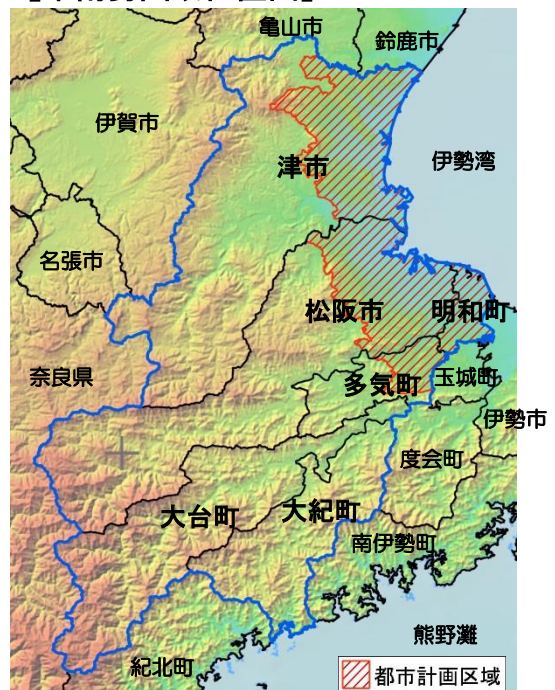 亀山市
鈴鹿市
伊賀市
伊勢湾
津市
名張市
松阪市
明和町
奈良県
多気町
玉城町
伊勢市
度会町
大台町
大紀町
南伊勢町
熊野灘
紀北町
都市計画区域